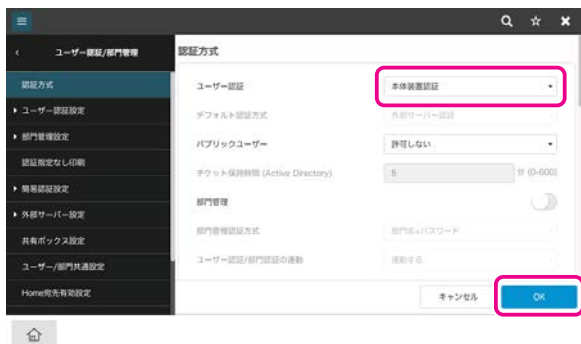 ユーザー認証/部門管理
認証方式
認証方式
ユーザー認証設定
部門管理設定
認証指定なし印刷
簡易認証設定
外部サーバー設定
共有ボックス設定
ユーザー/部門共通設定
Home宛先有効設定
ユーザー認証 本体装置認証
デフォルト認証方式 外部サーバー認証
パブリックユーザー 許可しない
チケット保持時間 (Active Directory) 5 分 (0-600)
部門管理
部門管理認証方式 部門名+パスワード
ユーザー認証/部門認証の連動 連動する
キャンセル OK